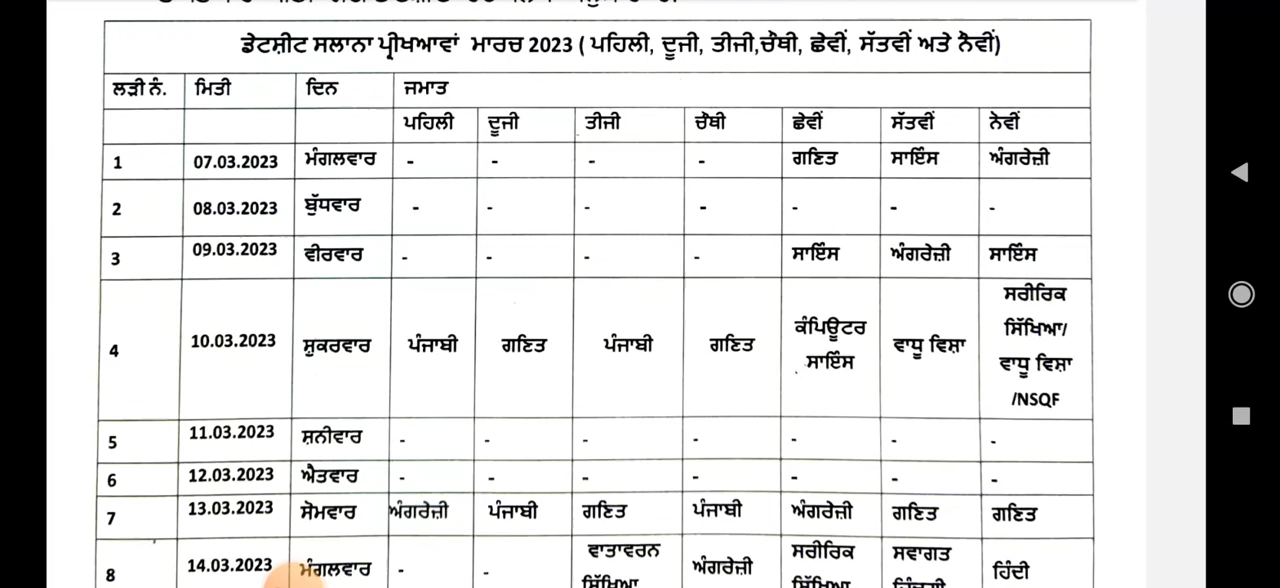 ਡੇਟਸ਼ੀਟ ਸਲਾਨਾ ਪ੍ਰੀਖਆਵਾਂ ਮਾਰਚ 2023 ( ਪਹਿਲੀ, ਦੂਜੀ, ਤੀਜੀ,ਚੌਥੀ, ਛੇਵੀਂ, ਸੱਤਵੀਂ ਅਤੇ ਨੌਵੀਂ)
ਲੜੀ ਨੰ. ਮਿਤੀ ਦਿਨ ਜਮਾਤ
ਪਹਿਲੀ ਦੂਜੀ ਤੀਜੀ ਚੌਥੀ ਛੇਵੀਂ ਸੱਤਵੀਂ ਨੇਵੀਂ
1 07.03.2023 ਮੰਗਲਵਾਰ - - - - ਗਣਿਤ ਸਾਇੰਸ ਅੰਗਰੇਜ਼ੀ
2 08.03.2023 ਬੁੱਧਵਾਰ - - - - - - -
3 09.03.2023 ਵੀਰਵਾਰ - - - - ਸਾਇੰਸ ਅੰਗਰੇਜ਼ੀ ਸਾਇੰਸ
4 10.03.2023 ਸ਼ੁਕਰਵਾਰ ਪੰਜਾਬੀ ਗਣਿਤ ਪੰਜਾਬੀ ਗਣਿਤ ਕੰਪਿਊਟਰ ਸਾਇੰਸ ਵਾਧੂ ਵਿਸ਼ਾ ਸਰੀਰਿਕ ਸਿੱਖਿਆ/ ਵਾਧੂ ਵਿਸ਼ਾ /NSQF
5 11.03.2023 ਸ਼ਨੀਵਾਰ - - - - - - -
6 12.03.2023 ਐਤਵਾਰ - - - - - - -
7 13.03.2023 ਸੋਮਵਾਰ ਅੰਗਰੇਜ਼ੀ ਪੰਜਾਬੀ ਗਣਿਤ ਪੰਜਾਬੀ ਅੰਗਰੇਜ਼ੀ ਗਣਿਤ ਗਣਿਤ
8 14.03.2023 ਮੰਗਲਵਾਰ - - ਵਾਤਾਵਰਨ ਸਿੱਖਿਆ ਅੰਗਰੇਜ਼ੀ ਸਰੀਰਿਕ ਸਿੱਖਿਆ ਸਵਾਗਤ ਹਿੰਦੀ